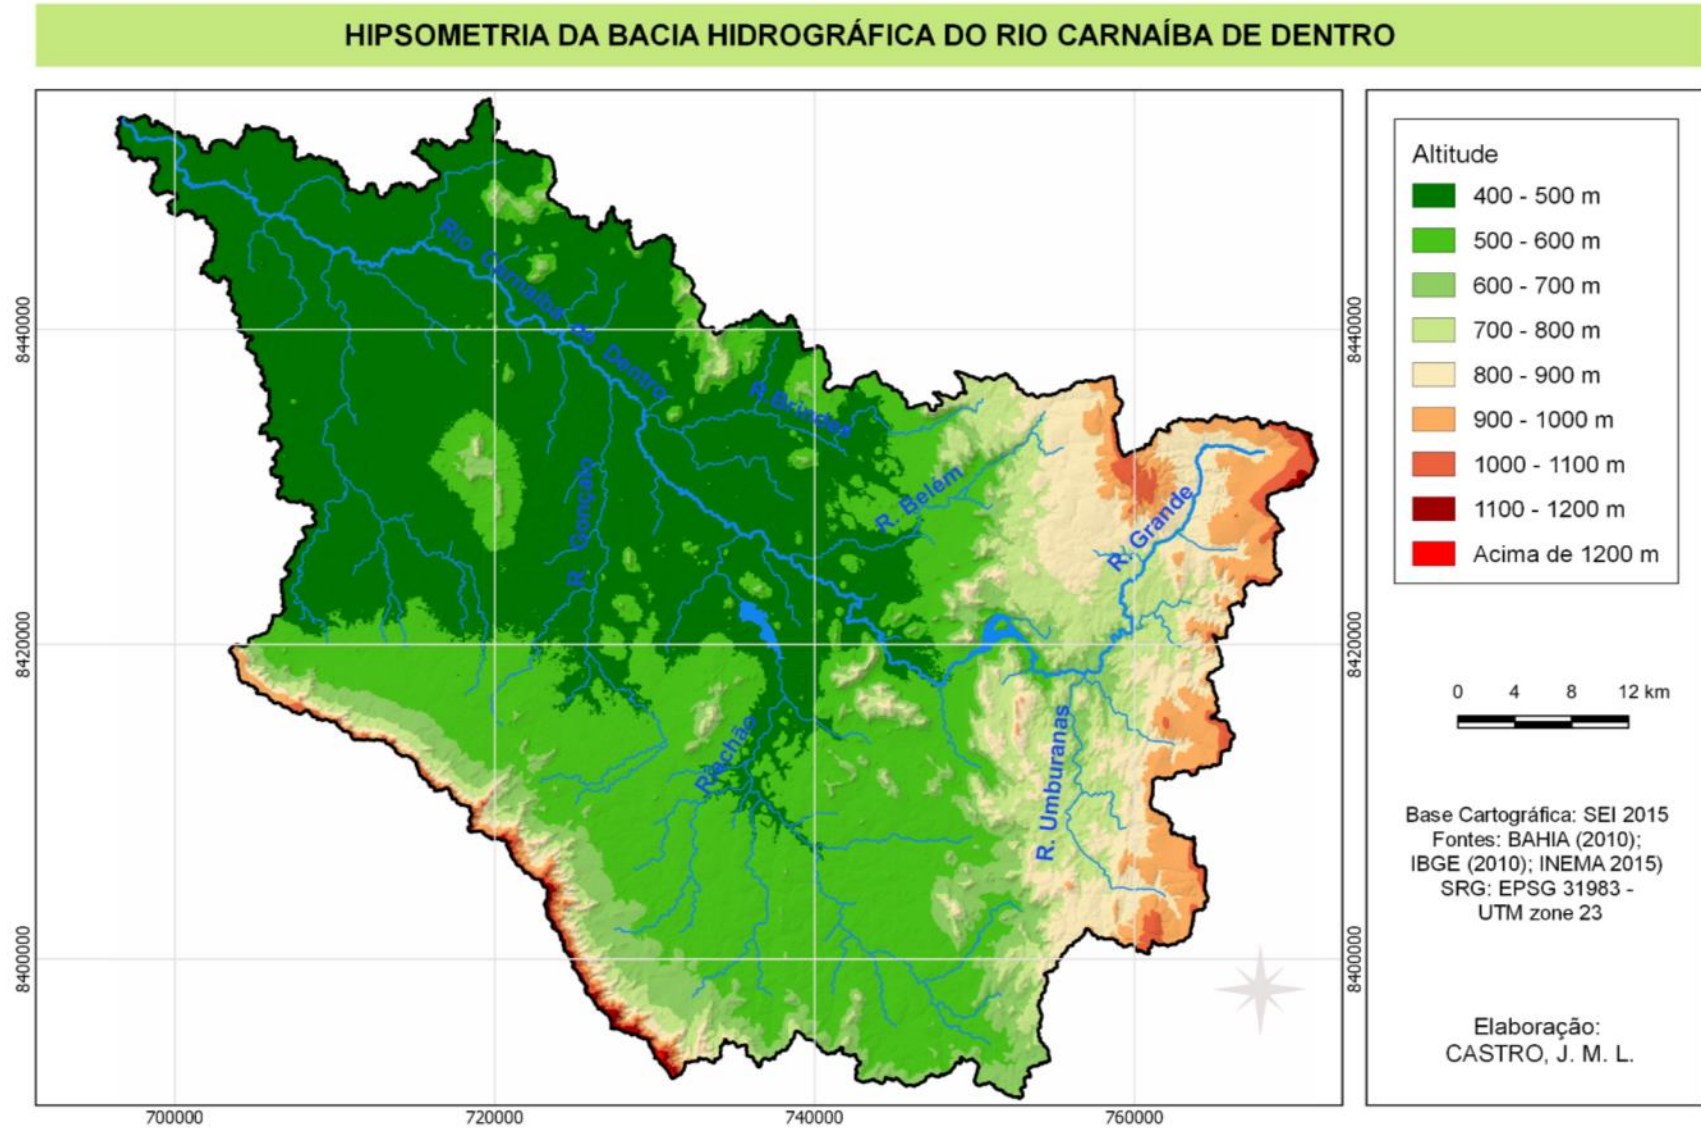 HIPSOMETRIA DA BACIA HIDROGRÁFICA DO RIO CARNAÍBA DE DENTRO
Rio Carnaíba de Dentro
R.Brindes
R. Gonçalo
R. Belém
R. Grande
Riachão
R. Umburanas
8440000
8420000
8400000
8440000
8420000
8400000
700000
720000
740000
760000
Altitude
400 - 500 m
500 - 600 m
600 - 700 m
700 - 800 m
800 - 900 m
900 - 1000 m
1000 - 1100 m
1100 - 1200 m
Acima de 1200 m
0 4 8 12 km
Base Cartográfica: SEI 2015
Fontes: BAHIA (2010);
IBGE (2010); INEMA 2015)
SRG: EPSG 31983 -
UTM zone 23
Elaboração:
CASTRO, J. M. L.